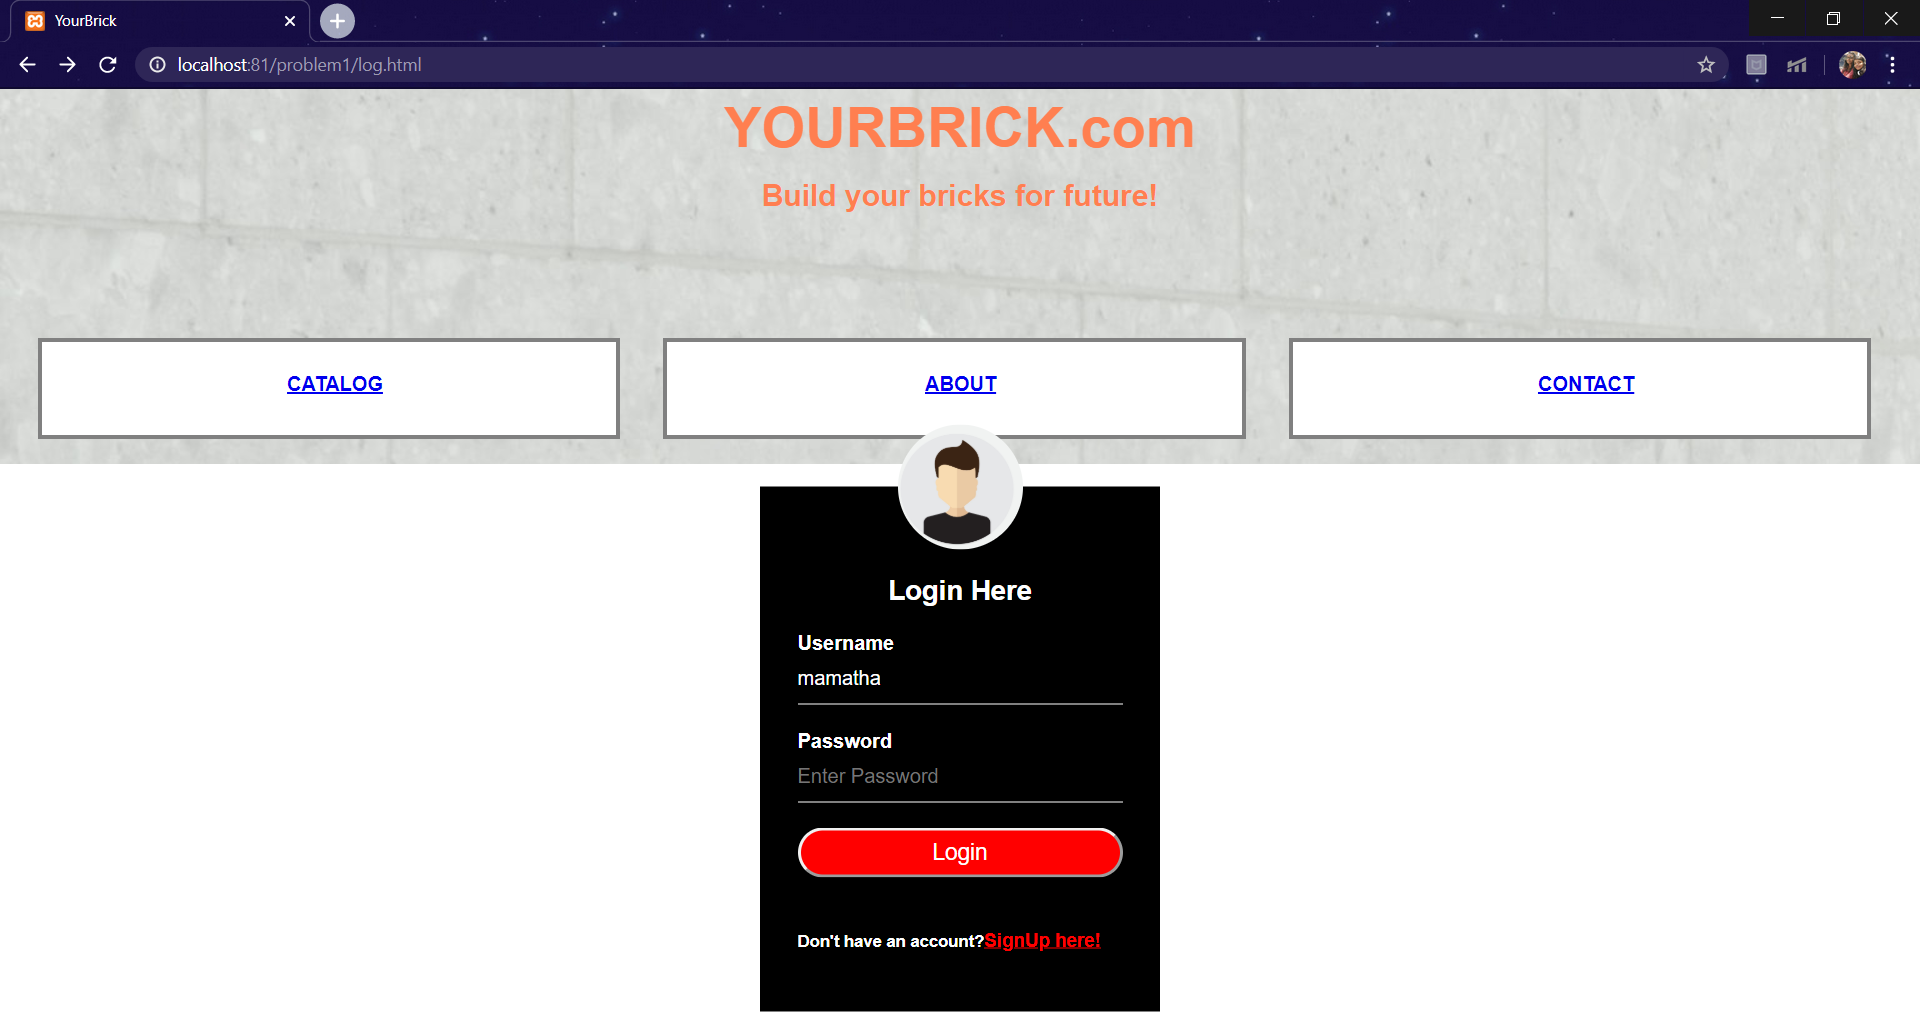 YourBrick
localhost:81/problem1/log.html
YOURBRICK.com
Build your bricks for future!
CATALOG ABOUT CONTACT
Login Here
Username
mamatha
Password
Enter Password
Login
Don't have an account?SignUp here!